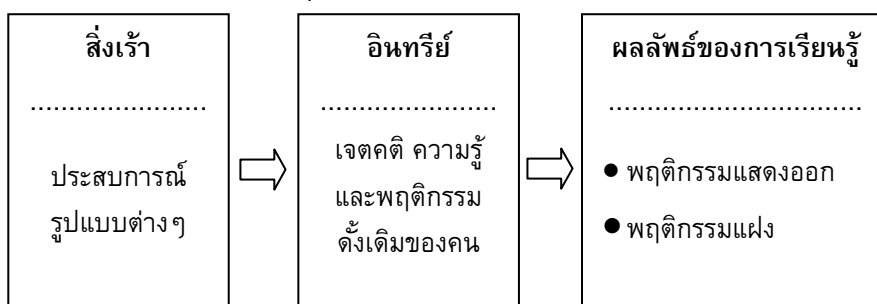 สิ่งเร้า
......................
ประสบการณ์
รูปแบบต่างๆ
อินทรีย์
......................
เจตคติ ความรู้
และพฤติกรรม
ดั้งเดิมของคน
ผลลัพธ์ของการเรียนรู้
................................
● พฤติกรรมแสดงออก
● พฤติกรรมแฝง